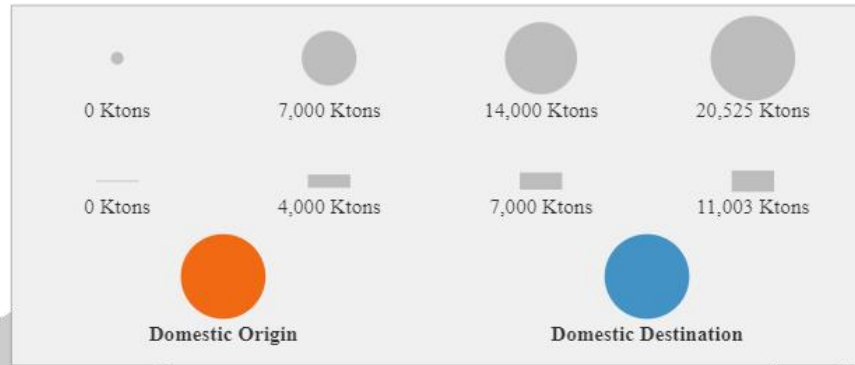 0 Ktons 7,000 Ktons 14,000 Ktons 20,525 Ktons
0 Ktons 4,000 Ktons 7,000 Ktons 11,003 Ktons
Domestic Origin Domestic Destination